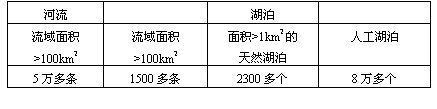 河流 湖泊
流域面积 流域面积 面积>1km²的 人工湖泊
>100km² >100km² 天然湖泊
5万多条 1500多条 2300多个 8万多个